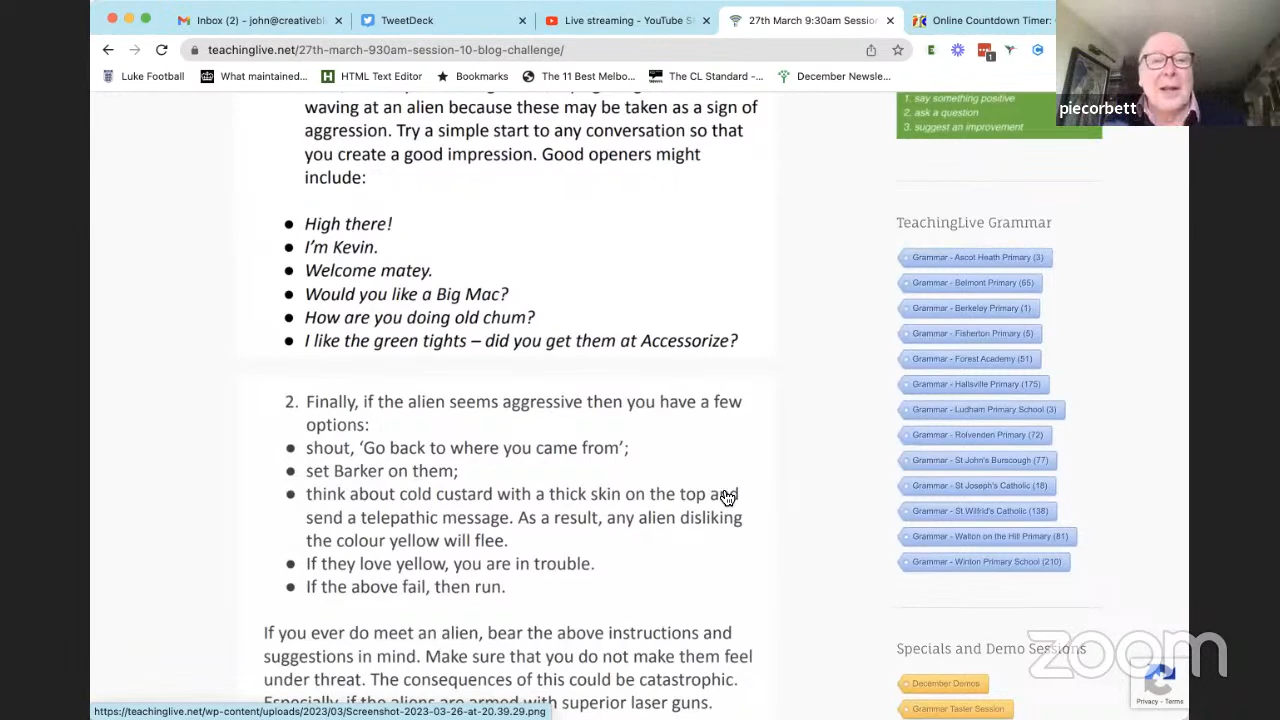 Inbox (2) - john@creativebl
TweetDeck
Live streaming - YouTube S
27th March 9:30am Session
Online Countdown Timer:
teachinglive.net/27th-march-930am-session-10-blog-challenge/
1
Luke Football
What maintained...
HTML Text Editor
Bookmarks
The 11 Best Melbo...
The CL Standard -...
December Newsle...
piecorbett
1. say something positive
2. ask a question
3. suggest an improvement
waving at an alien because these may be taken as a sign of
aggression. Try a simple start to any conversation so that
you create a good impression. Good openers might
include:
● High there!
● I'm Kevin.
● Welcome matey.
● Would you like a Big Mac?
● How are you doing old chum?
● I like the green tights – did you get them at Accessorize?
2. Finally, if the alien seems aggressive then you have a few
options:
● shout, 'Go back to where you came from';
● set Barker on them;
● think about cold custard with a thick skin on the top and
send a telepathic message. As a result, any alien disliking
the colour yellow will flee.
● If they love yellow, you are in trouble.
● If the above fail, then run.
If you ever do meet an alien, bear the above instructions and
suggestions in mind. Make sure that you do not make them feel
under threat. The consequences of this could be catastrophic.
Especially, if the aliens are armed with superior laser guns.
TeachingLive Grammar
Grammar - Ascot Heath Primary (3)
Grammar - Belmont Primary (65)
Grammar - Berkeley Primary (1)
Grammar - Fisherton Primary (5)
Grammar - Forest Academy (51)
Grammar - Hallsville Primary (175)
Grammar - Ludham Primary School (3)
Grammar - Rolvenden Primary (72)
Grammar - St John's Burscough (77)
Grammar - St Joseph's Catholic (18)
Grammar - St Wilfrid's Catholic (138)
Grammar - Walton on the Hill Primary (81)
Grammar - Winton Primary School (210)
Specials and Demo Sessions
December Demos
Grammar Taster Session
zoom
Privacy - Terms
https://teachinglive.net/wp-content/uploads/2023/03/Screenshot-2023-03-26-at-20.39.29.png